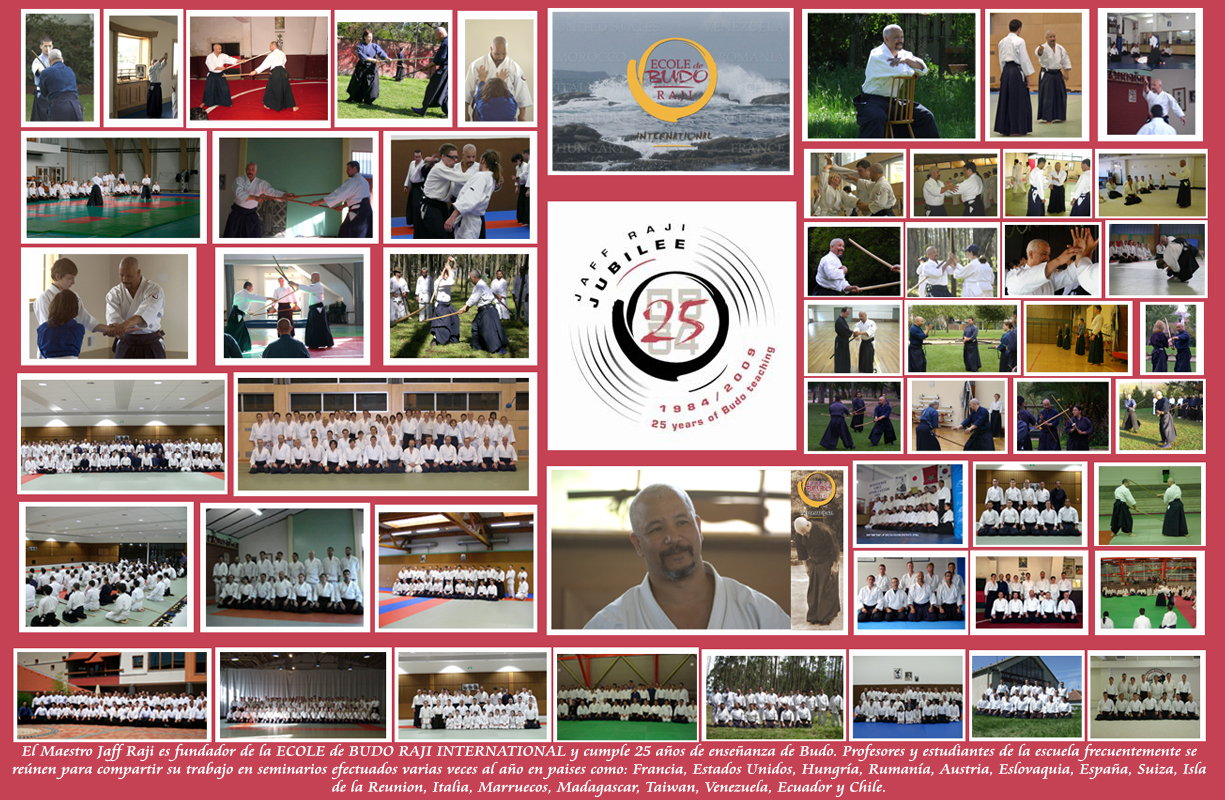 ECOLE de
BUDO
RAJI
INTERNATIONAL
HUNGARY
FRANCE
JAFF RAJI
JUBILEE
25
1984/2009
25 years of Budo teaching
El Maestro Jaff Raji es fundador de la ECOLE de BUDO RAJI INTERNATIONAL y cumple 25 años de enseñanza de Budo. Profesores y estudiantes de la escuela frecuentemente se
reúnen para compartir su trabajo en seminarios efectuados varias veces al año en paises como: Francia, Estados Unidos, Hungría, Rumanía, Austria, Eslovaquia, España, Suiza, Isla
de la Reunion, Italia, Marruecos, Madagascar, Taiwan, Venezuela, Ecuador y Chile.